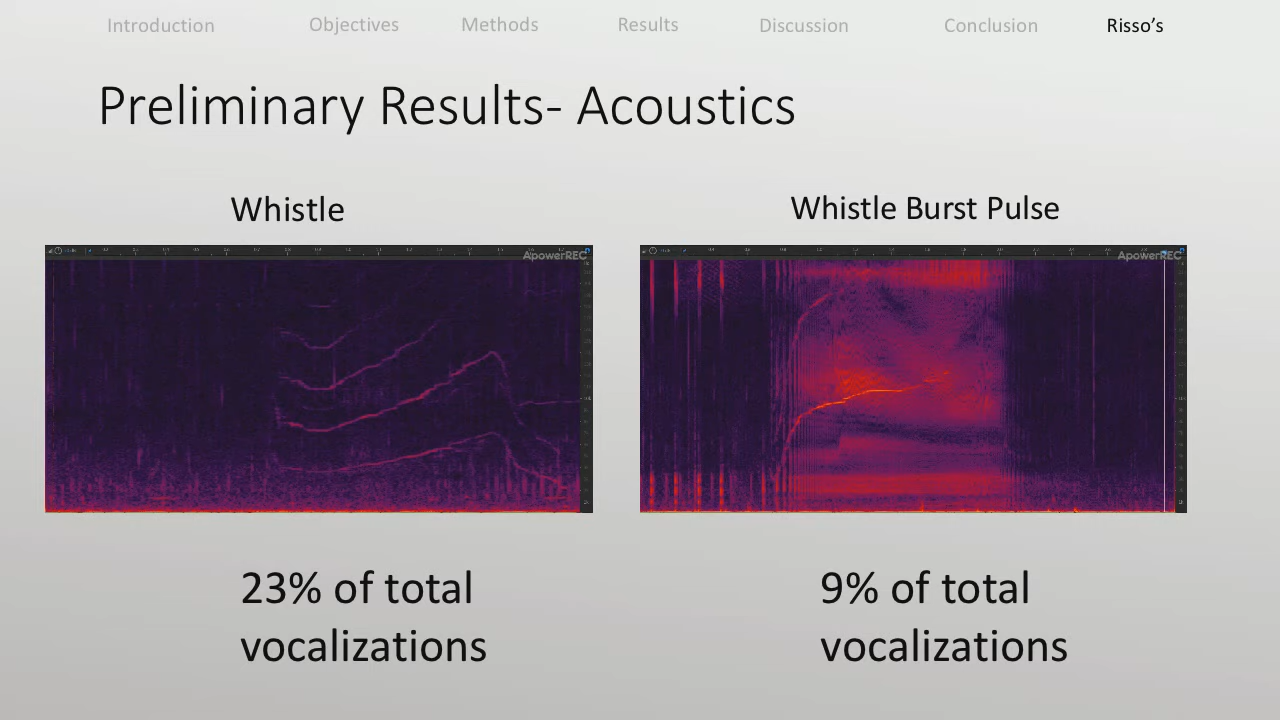 Introduction Objectives Methods Results Discussion Conclusion Risso’s
Preliminary Results- Acoustics
Whistle
Whistle Burst Pulse
ApowerREC
ApowerREC
23% of total
vocalizations
9% of total
vocalizations